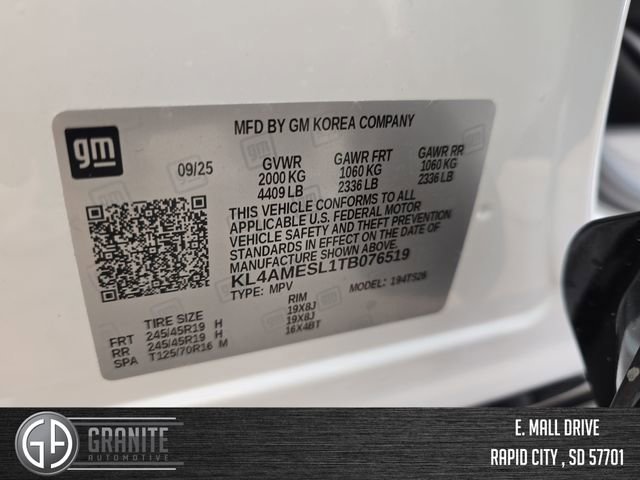 gm
MFD BY GM KOREA COMPANY
09/25 GVWR GAWR FRT GAWR RR
2000 KG 1060 KG 1060 KG
4409 LB 2336 LB 2336 LB
THIS VEHICLE CONFORMS TO ALL
APPLICABLE U.S. FEDERAL MOTOR
VEHICLE SAFETY AND THEFT PREVENTION
STANDARDS IN EFFECT ON THE DATE OF
MANUFACTURE SHOWN ABOVE.
KL4AMESL1TB076519
TYPE: MPV MODEL: 194TS26
TIRE SIZE RIM
FRT 245/45R19 H 19X8J
RR 245/45R19 H 19X8J
SPA T125/70R16 M 16X4BT
GA GRANITE
AUTOMOTIVE
E. MALL DRIVE
RAPID CITY , SD 57701